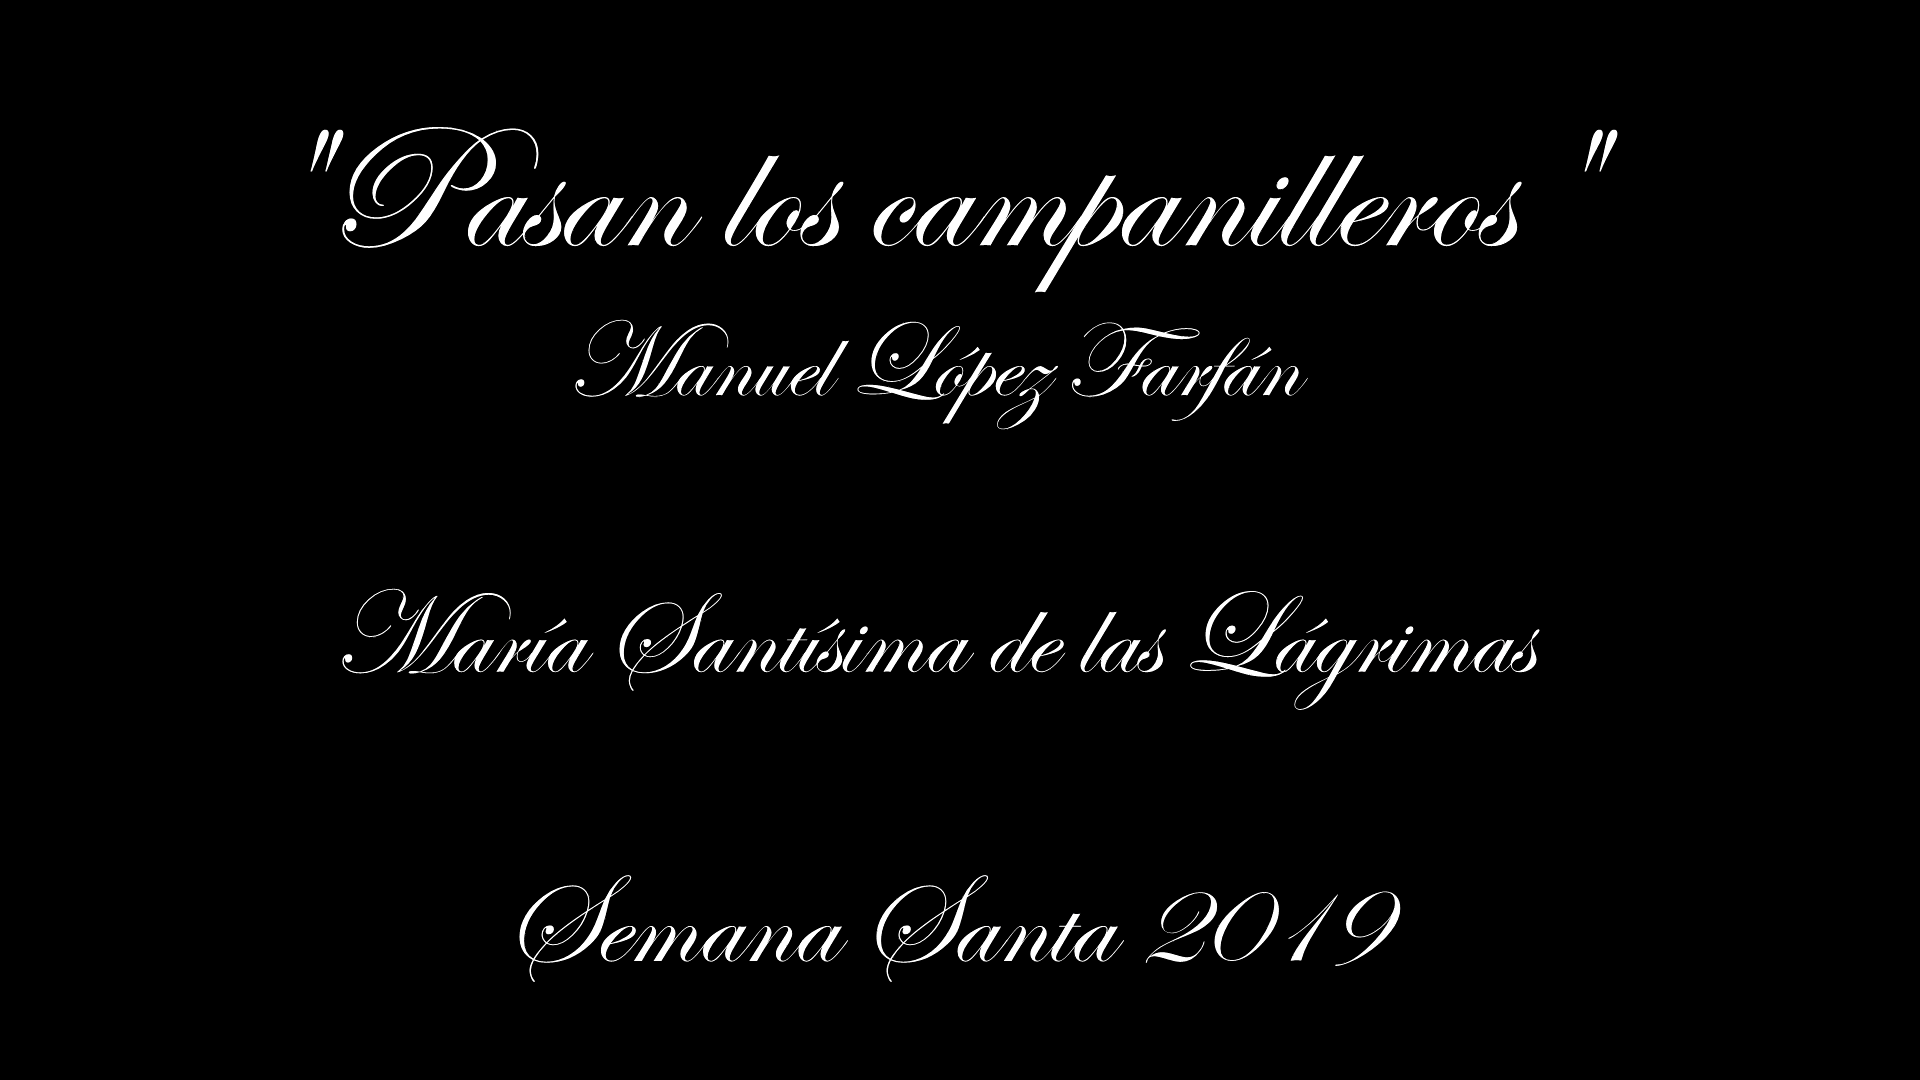 "Pasan los campanilleros "
Manuel López Farfán
María Santísima de las Lágrimas
Semana Santa 2019